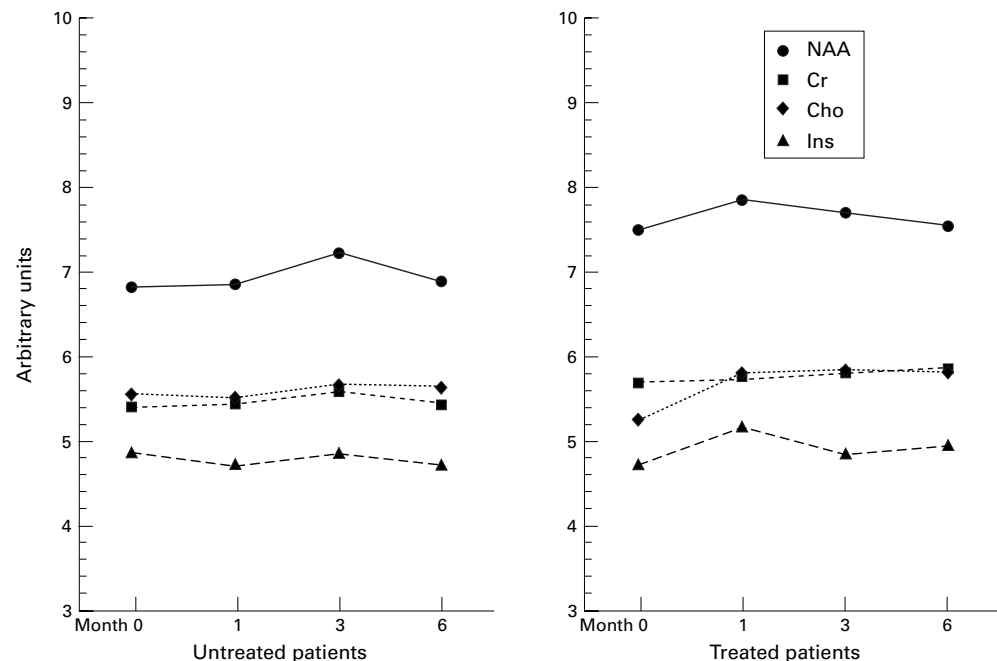 Arbitrary units
10
9
8
7
6
5
4
3
Month 0 1 3 6
Untreated patients
10
9
8
7
6
5
4
3
Month 0 1 3 6
Treated patients
NAA
Cr
Cho
Ins